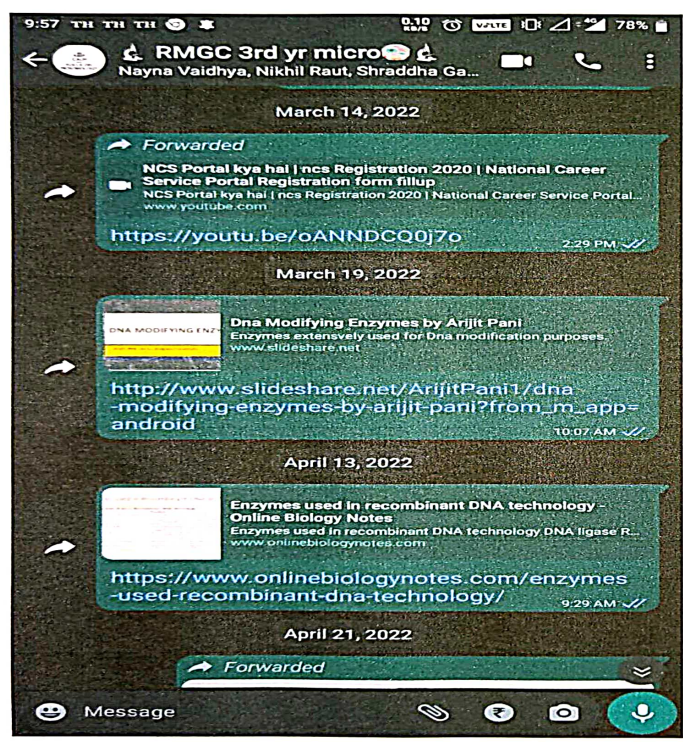 9:57 TH TH TH
0.10 KB/S VoLTE 4G 78%
RMGC 3rd yr micro
Nayna Vaidhya, Nikhil Raut, Shraddha Ga...
March 14, 2022
Forwarded
NCS Portal kya hai | ncs Registration 2020 | National Career
Service Portal Registration form fillup
NCS Portal kya hai | ncs Registration 2020 | National Career Service Portal...
www.youtube.com
https://youtu.be/oANNDCQ0j7o
2:29 PM
March 19, 2022
DNA MODIFYING ENZY
Dna Modifying Enzymes by Arijit Pani
Enzymes extensvely used for Dna modification purposes.
www.slideshare.net
http://www.slideshare.net/ArijitPani1/dna
-modifying-enzymes-by-arijit-pani?from_m_app=
android
10:07 AM
April 13, 2022
Enzymes used in recombinant DNA technology -
Online Biology Notes
Enzymes used in recombinant DNA technology DNA ligase R...
www.onlinebiologynotes.com
https://www.onlinebiologynotes.com/enzymes
-used-recombinant-dna-technology/
9:29 AM
April 21, 2022
Forwarded
Message